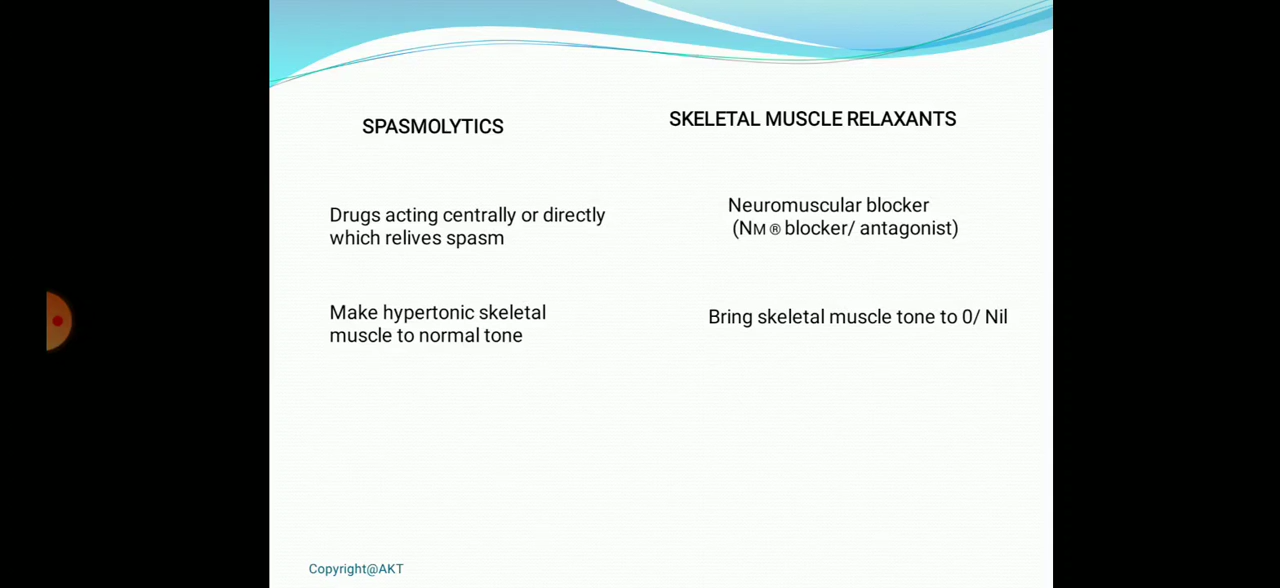 SPASMOLYTICS
Drugs acting centrally or directly
which relives spasm
Make hypertonic skeletal
muscle to normal tone
SKELETAL MUSCLE RELAXANTS
Neuromuscular blocker
(NM ® blocker/ antagonist)
Bring skeletal muscle tone to 0/ Nil
Copyright@AKT